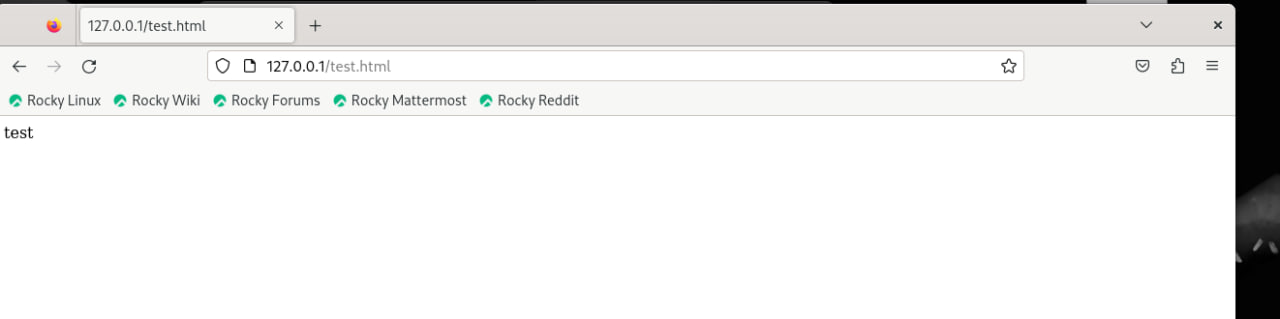 127.0.0.1/test.html
127.0.0.1/test.html
Rocky Linux Rocky Wiki Rocky Forums Rocky Mattermost Rocky Reddit
test